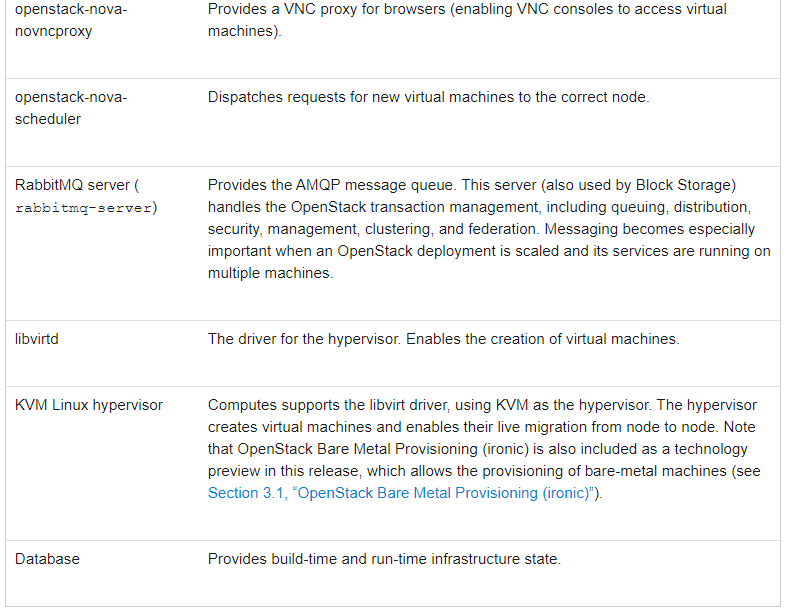 openstack-nova-
novncproxy
Provides a VNC proxy for browsers (enabling VNC consoles to access virtual
machines).
openstack-nova-
scheduler
Dispatches requests for new virtual machines to the correct node.
RabbitMQ server (
rabbitmq-server)
Provides the AMQP message queue. This server (also used by Block Storage)
handles the OpenStack transaction management, including queuing, distribution,
security, management, clustering, and federation. Messaging becomes especially
important when an OpenStack deployment is scaled and its services are running on
multiple machines.
libvirtd
The driver for the hypervisor. Enables the creation of virtual machines.
KVM Linux hypervisor
Computes supports the libvirt driver, using KVM as the hypervisor. The hypervisor
creates virtual machines and enables their live migration from node to node. Note
that OpenStack Bare Metal Provisioning (ironic) is also included as a technology
preview in this release, which allows the provisioning of bare-metal machines (see
Section 3.1, “OpenStack Bare Metal Provisioning (ironic)”).
Database
Provides build-time and run-time infrastructure state.